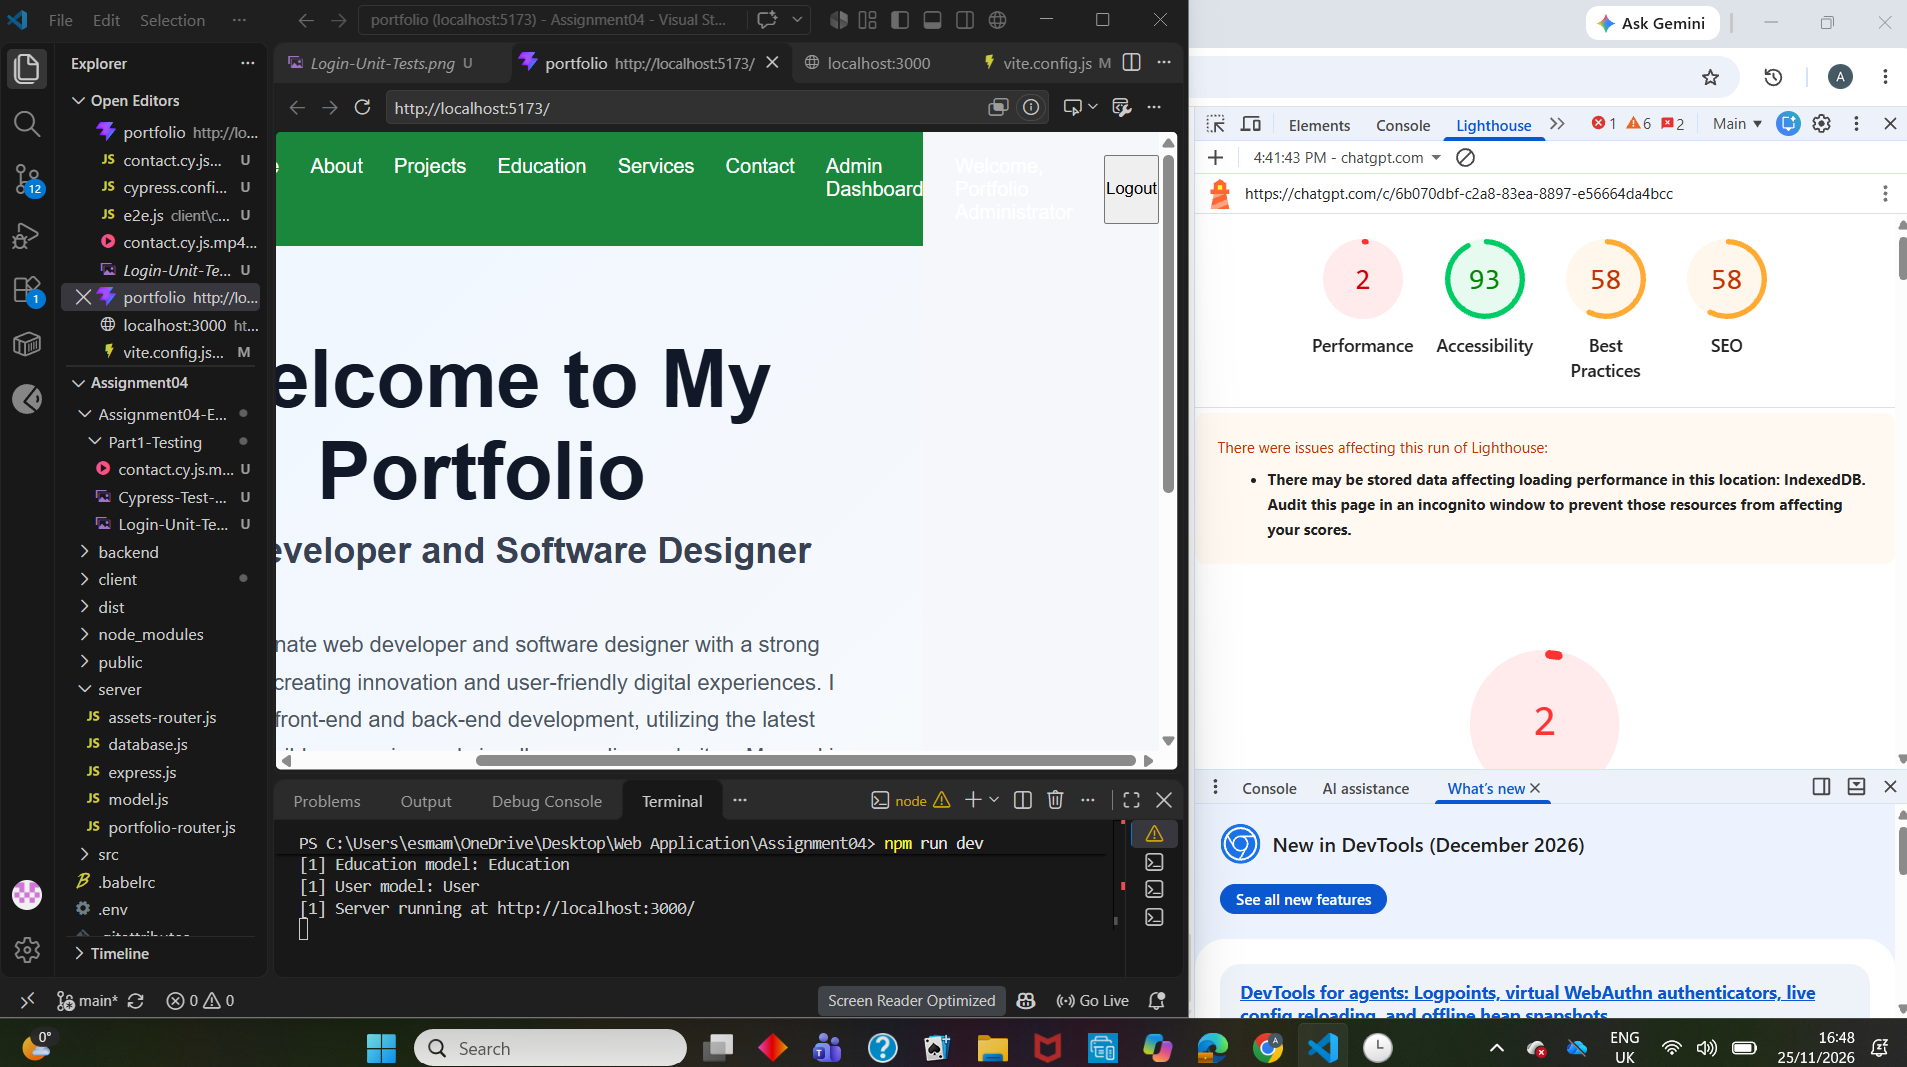 File Edit Selection ···
portfolio (localhost:5173) - Assignment04 - Visual St...
Explorer ···
Open Editors
portfolio http://lo...
contact.cy.js... U
cypress.confi... U
e2e.js client\c... U
contact.cy.js.mp4...
Login-Unit-Te... U
portfolio http://lo...
localhost:3000 ht...
vite.config.js... M
Assignment04
Assignment04-E...
Part1-Testing
contact.cy.js.m... U
Cypress-Test-... U
Login-Unit-Te... U
backend
client
dist
node_modules
public
server
assets-router.js
database.js
express.js
model.js
portfolio-router.js
src
.babelrc
.env
.gitattributes
Timeline
12
1
Login-Unit-Tests.png U
portfolio http://localhost:5173/
localhost:3000
vite.config.js M
http://localhost:5173/
About Projects Education Services Contact Admin
Dashboard
Welcome,
Portfolio
Administrator
Logout
elcome to My
Portfolio
eveloper and Software Designer
nate web developer and software designer with a strong
creating innovation and user-friendly digital experiences. I
front-end and back-end development, utilizing the latest
Problems Output Debug Console Terminal ··· node
PS C:\Users\esmam\OneDrive\Desktop\Web Application\Assignment04> npm run dev
[1] Education model: Education
[1] User model: User
[1] Server running at http://localhost:3000/
main* 0 0
Screen Reader Optimized
Go Live
Ask Gemini
A
Elements Console Lighthouse 1 6 2 Main
4:41:43 PM - chatgpt.com
https://chatgpt.com/c/6b070dbf-c2a8-83ea-8897-e56664da4bcc
2 93 58 58
Performance Accessibility Best
Practices SEO
There were issues affecting this run of Lighthouse:
• There may be stored data affecting loading performance in this location: IndexedDB.
Audit this page in an incognito window to prevent those resources from affecting
your scores.
2
Console AI assistance What's new
New in DevTools (December 2026)
See all new features
DevTools for agents: Logpoints, virtual WebAuthn authenticators, live
config reloading, and offline heap snapshots
0°
Search
ENG
UK
16:48
25/11/2026